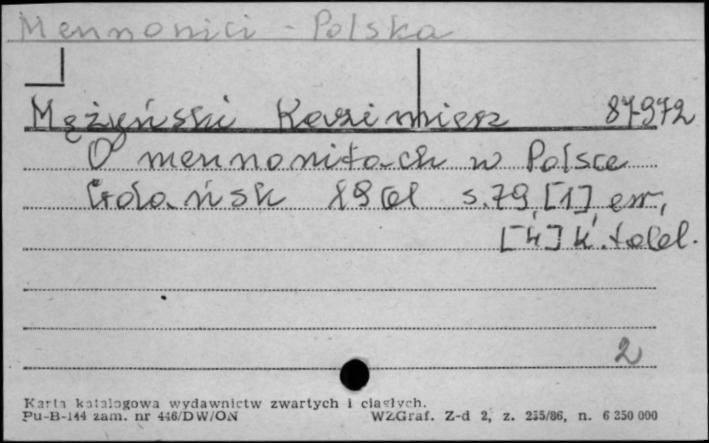 Mennonici - Polska
Mężyński Kazimierz 87972
O mennonitach w Polsce
Gdańsk 1961 s. 79, [1], err,
[4] k. tabl.
2
Karta katalogowa wydawnictw zwartych i ciągłych.
Pu-B-144 zam. nr 446/DW/ON WZGraf. Z-d 2, z. 255/86, n. 6 350 000